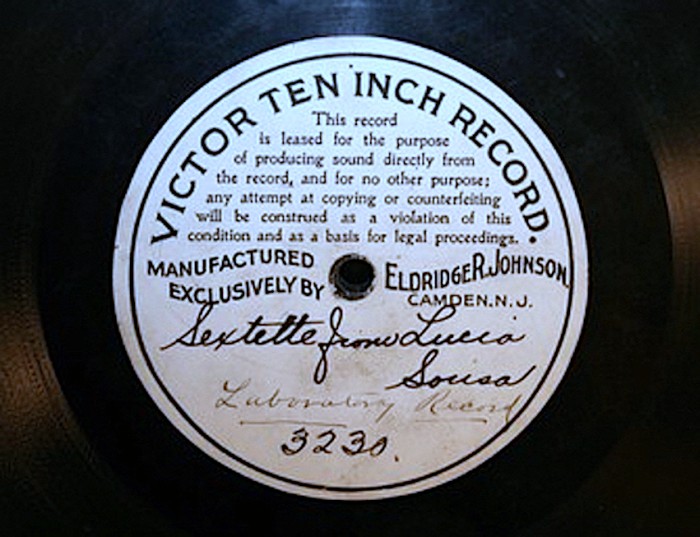 VICTOR TEN INCH RECORD.
This record
is leased for the purpose
of producing sound directly from
the record, and for no other purpose;
any attempt at copying or counterfeiting
will be construed as a violation of this
condition and as a basis for legal proceedings.
MANUFACTURED
EXCLUSIVELY BY
ELDRIDGE R. JOHNSON,
CAMDEN. N. J.
Sextette from Lucia
Sousa
Laboratory Record
3230.